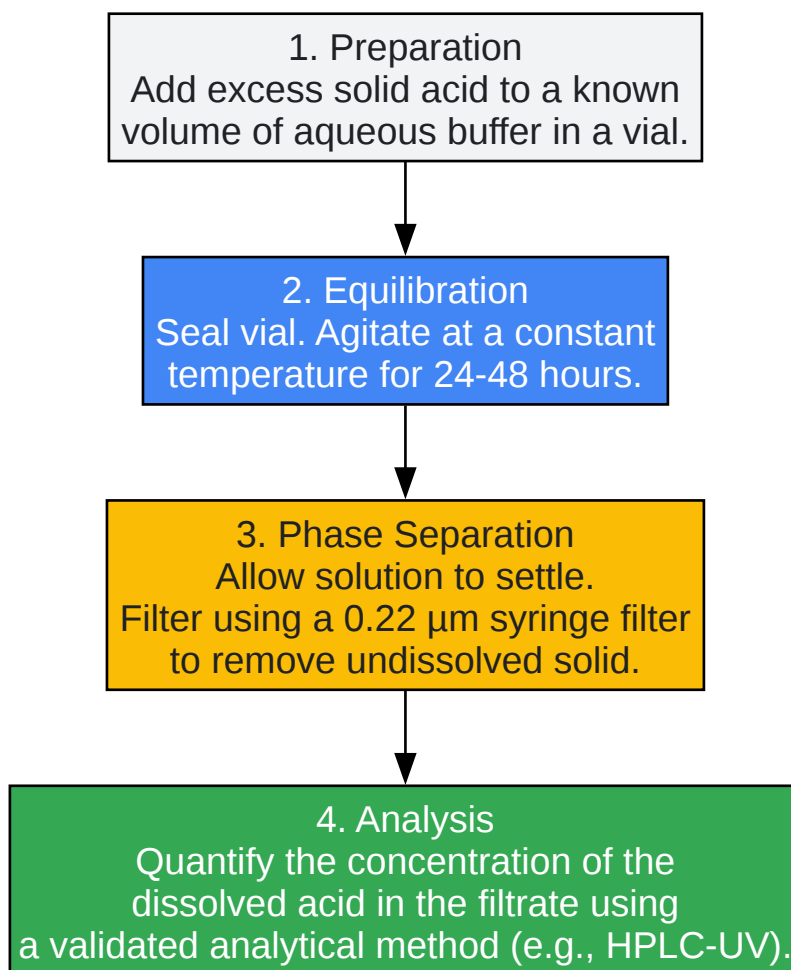 1. Preparation
Add excess solid acid to a known
volume of aqueous buffer in a vial.
2. Equilibration
Seal vial. Agitate at a constant
temperature for 24-48 hours.
3. Phase Separation
Allow solution to settle.
Filter using a 0.22 µm syringe filter
to remove undissolved solid.
4. Analysis
Quantify the concentration of the
dissolved acid in the filtrate using
a validated analytical method (e.g., HPLC-UV).